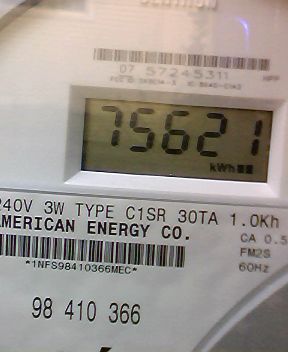 07 57245311
75621
kWh
240V 3W TYPE C1SR 30TA 1.0Kh
AMERICAN ENERGY CO.
CA 0.5
FM2S
60Hz
*1NFS98410366MEC*
98 410 366